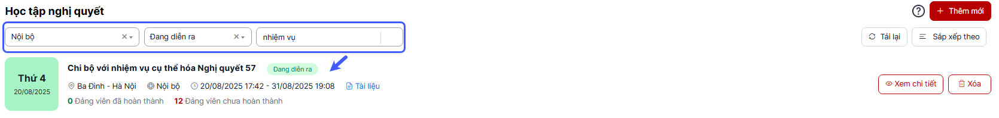 Học tập nghị quyết
Thêm mới
Nội bộ
Đang diễn ra
nhiệm vụ
Tải lại
Sắp xếp theo
Thứ 4
20/08/2025
Chi bộ với nhiệm vụ cụ thể hóa Nghị quyết 57
Đang diễn ra
Ba Đình - Hà Nội
Nội bộ
20/08/2025 17:42 - 31/08/2025 19:08
Tài liệu
0 Đảng viên đã hoàn thành
12 Đảng viên chưa hoàn thành
Xem chi tiết
Xóa